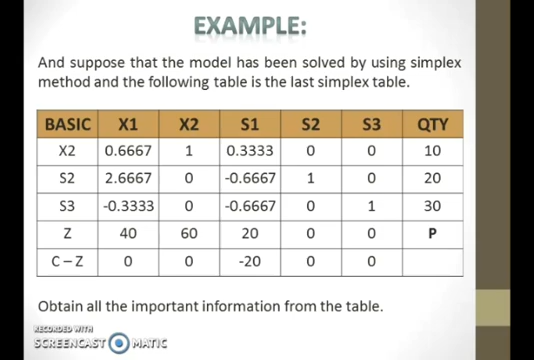 EXAMPLE:
And suppose that the model has been solved by using simplex
method and the following table is the last simplex table.
BASIC X1 X2 S1 S2 S3 QTY
X2 0.6667 1 0.3333 0 0 10
S2 2.6667 0 -0.6667 1 0 20
S3 -0.3333 0 -0.6667 0 1 30
Z 40 60 20 0 0 P
C – Z 0 0 -20 0 0
Obtain all the important information from the table.
RECORDED WITH
SCREENCAST MATIC